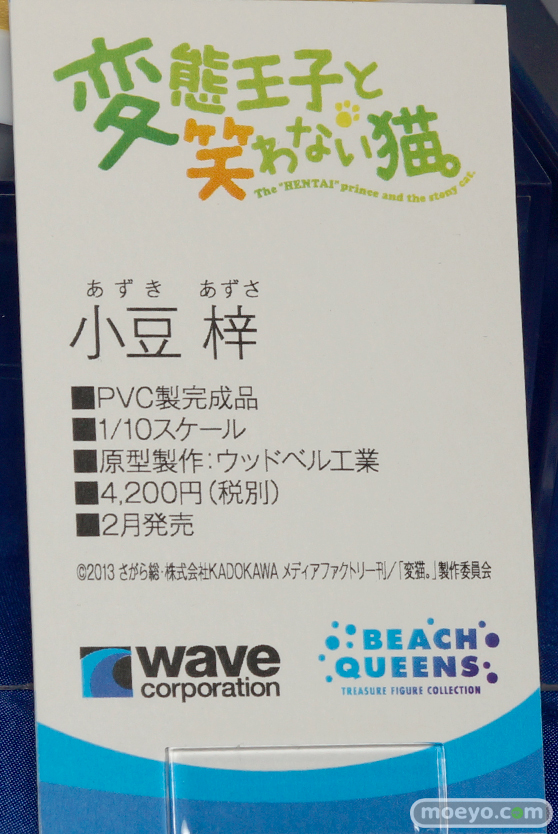 変態王子と
笑わない猫。
The "HENTAI" prince and the stony cat.
あずき あずさ
小豆 梓
■PVC製完成品
■1/10スケール
■原型製作:ウッドベル工業
■4,200円(税別)
■2月発売
©2013 さがら総・株式会社KADOKAWA メディアファクトリー刊/「変猫。」製作委員会
wave
corporation
BEACH
QUEENS
TREASURE FIGURE COLLECTION
moeyo.com